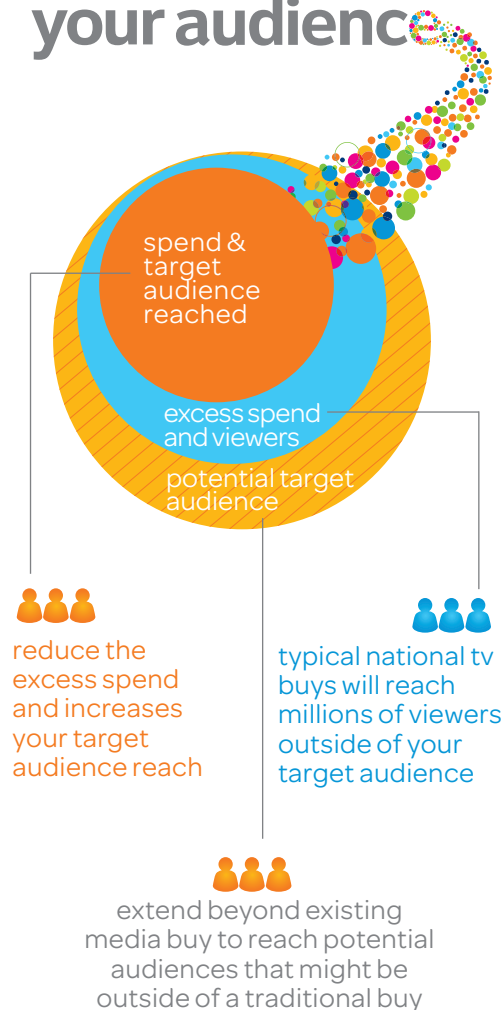 your audience
spend &
target
audience
reached
excess spend
and viewers
potential target
audience
reduce the
excess spend
and increases
your target
audience reach
typical national tv
buys will reach
millions of viewers
outside of your
target audience
extend beyond existing
media buy to reach potential
audiences that might be
outside of a traditional buy